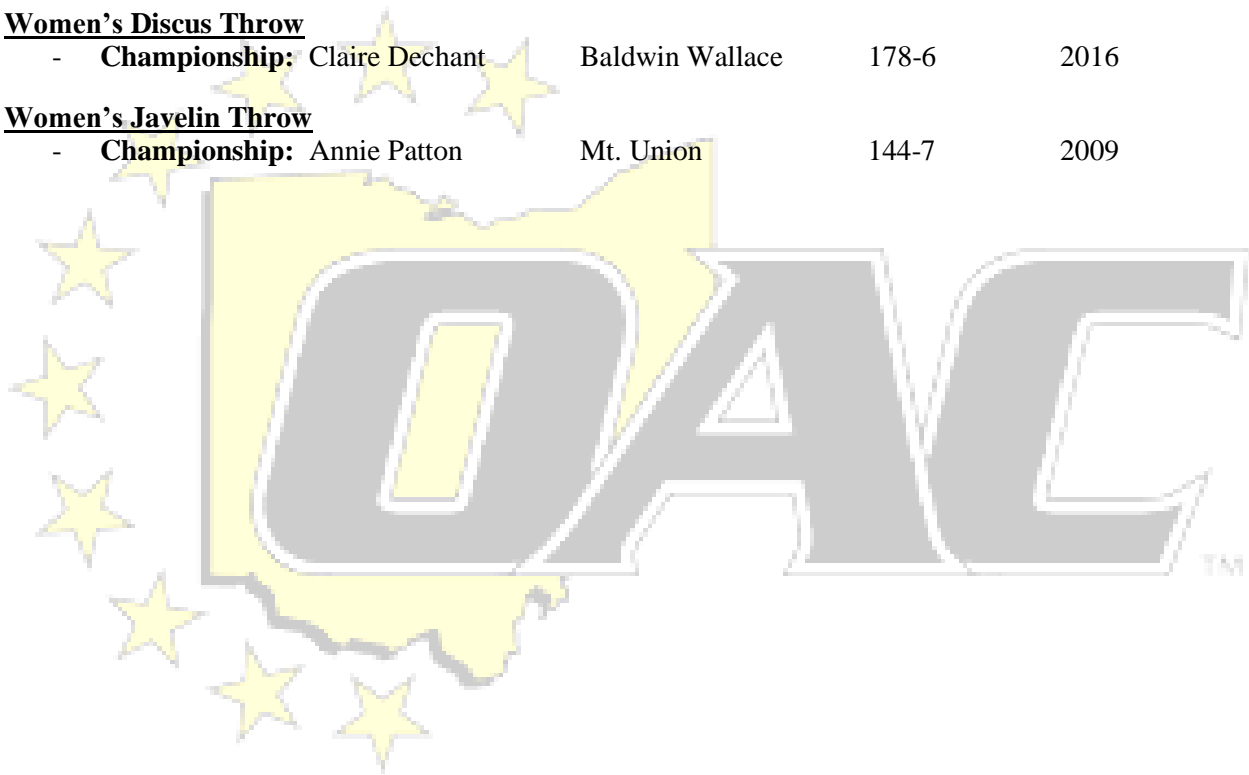 Women’s Discus Throw
- Championship: Claire Dechant Baldwin Wallace 178-6 2016
Women’s Javelin Throw
- Championship: Annie Patton Mt. Union 144-7 2009
OAC
TM